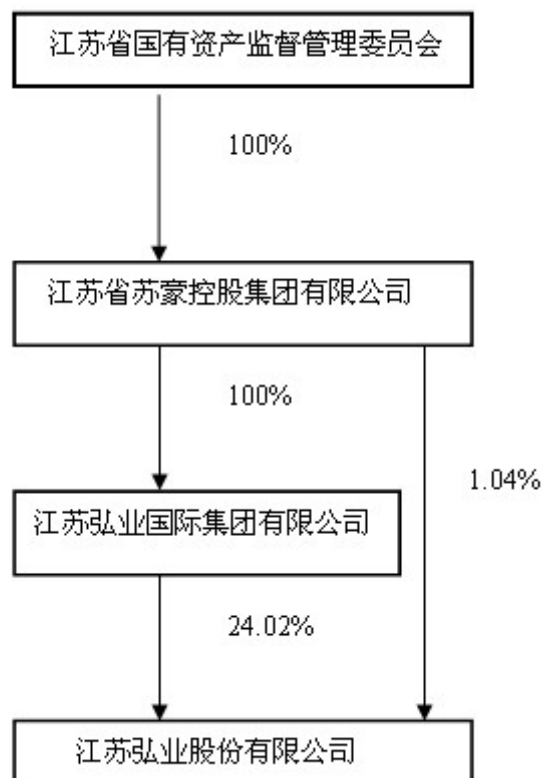 江苏省国有资产监督管理委员会
100%
江苏省苏豪控股集团有限公司
100%
1.04%
江苏弘业国际集团有限公司
24.02%
江苏弘业股份有限公司